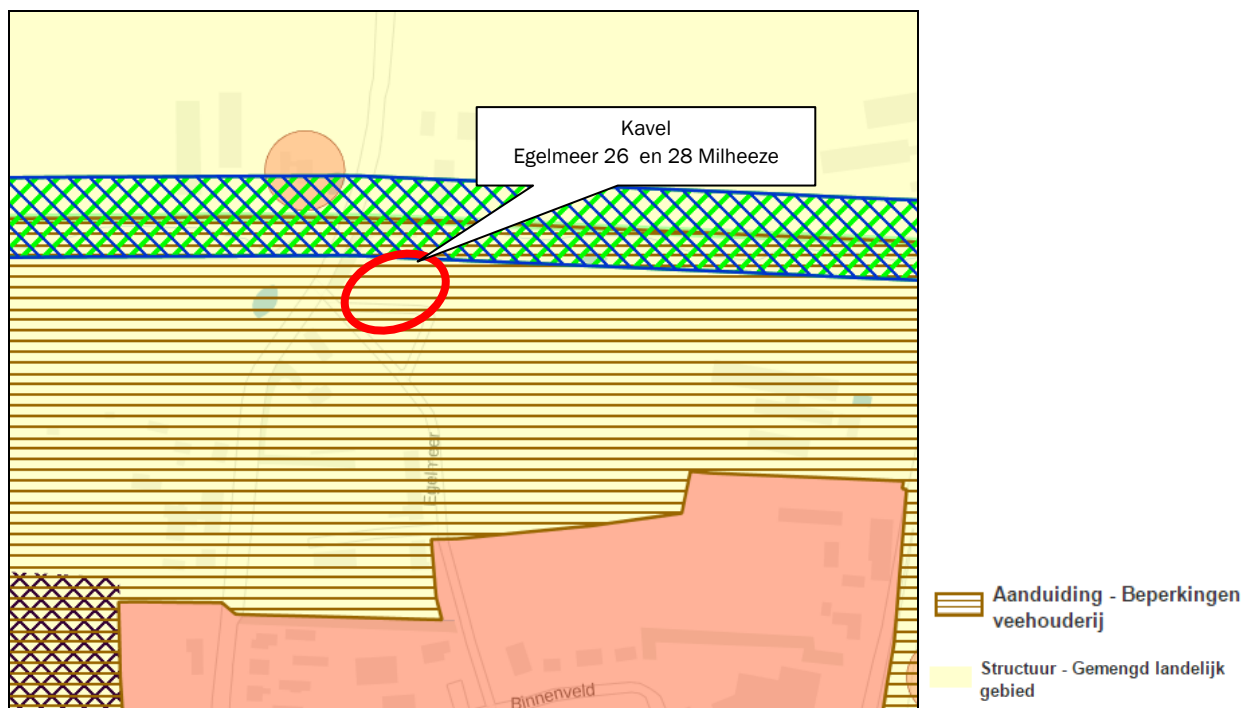 Kavel
Egelmeer 26 en 28 Milheeze
Egelmeer
Binnenveld
Aanduiding - Beperkingen
veehouderij
Structuur - Gemengd landelijk
gebied